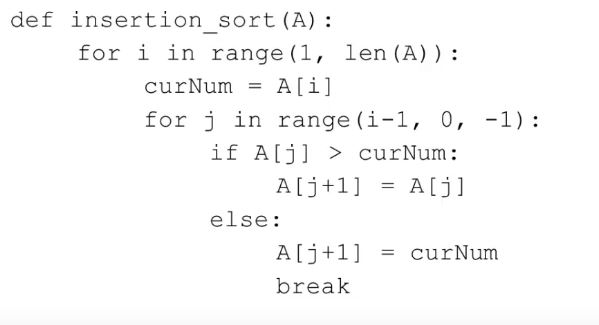 def insertion_sort(A):
    for i in range(1, len(A)):
        curNum = A[i]
        for j in range(i-1, 0, -1):
            if A[j] > curNum:
                A[j+1] = A[j]
            else:
                A[j+1] = curNum
                break